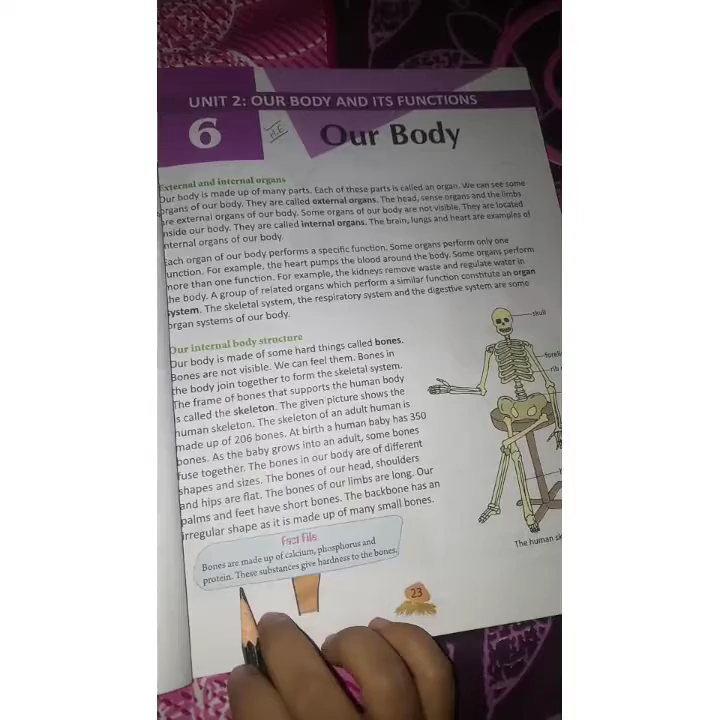 UNIT 2: OUR BODY AND ITS FUNCTIONS
6
H.E
Our Body
External and internal organs
Our body is made up of many parts. Each of these parts is called an organ. We can see some
organs of our body. They are called external organs. The head, sense organs and the limbs
are external organs of our body. Some organs of our body are not visible. They are located
inside our body. They are called internal organs. The brain, lungs and heart are examples of
internal organs of our body.
Each organ of our body performs a specific function. Some organs perform only one
function. For example, the heart pumps the blood around the body. Some organs perform
more than one function. For example, the kidneys remove waste and regulate water in
the body. A group of related organs which perform a similar function constitute an organ
system. The skeletal system, the respiratory system and the digestive system are some
organ systems of our body.
Our internal body structure
Our body is made of some hard things called bones.
Bones are not visible. We can feel them. Bones in
the body join together to form the skeletal system.
The frame of bones that supports the human body
is called the skeleton. The given picture shows the
human skeleton. The skeleton of an adult human is
made up of 206 bones. At birth a human baby has 350
bones. As the baby grows into an adult, some bones
fuse together. The bones in our body are of different
shapes and sizes. The bones of our head, shoulders
and hips are flat. The bones of our limbs are long. Our
palms and feet have short bones. The backbone has an
irregular shape as it is made up of many small bones.
skull
rib
The human
Fact File
Bones are made up of calcium, phosphorus and
protein. These substances give hardness to the bones.
23